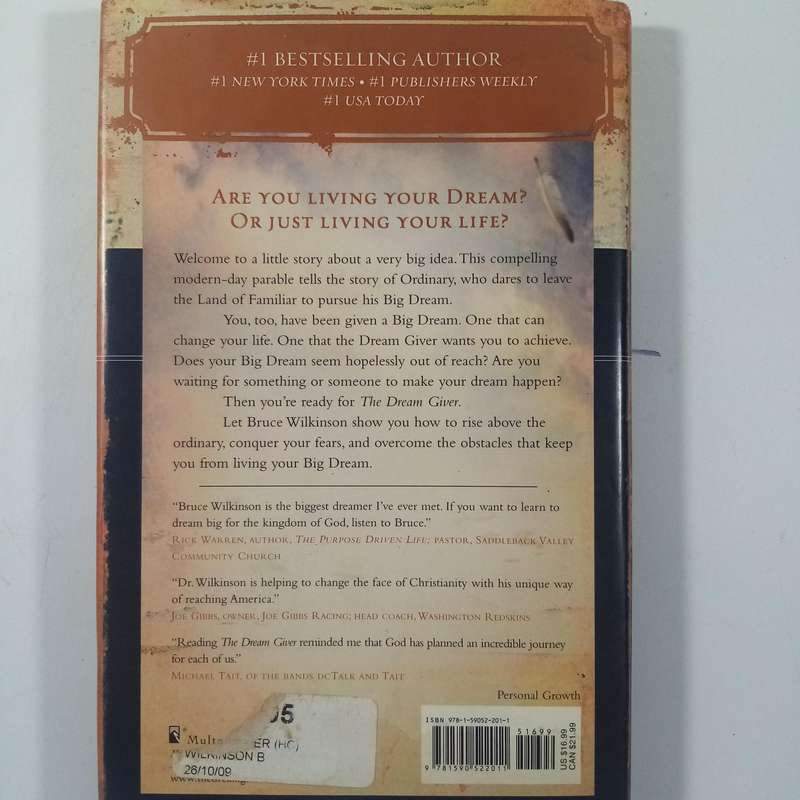 #1 BESTSELLING AUTHOR
#1 NEW YORK TIMES • #1 PUBLISHERS WEEKLY
#1 USA TODAY
ARE YOU LIVING YOUR DREAM?
OR JUST LIVING YOUR LIFE?
Welcome to a little story about a very big idea. This compelling
modern-day parable tells the story of Ordinary, who dares to leave
the Land of Familiar to pursue his Big Dream.
You, too, have been given a Big Dream. One that can
change your life. One that the Dream Giver wants you to achieve.
Does your Big Dream seem hopelessly out of reach? Are you
waiting for something or someone to make your dream happen?
Then you're ready for The Dream Giver.
Let Bruce Wilkinson show you how to rise above the
ordinary, conquer your fears, and overcome the obstacles that keep
you from living your Big Dream.
"Bruce Wilkinson is the biggest dreamer I've ever met. If you want to learn to
dream big for the kingdom of God, listen to Bruce."
RICK WARREN, AUTHOR, THE PURPOSE DRIVEN LIFE; PASTOR, SADDLEBACK VALLEY
COMMUNITY CHURCH
"Dr. Wilkinson is helping to change the face of Christianity with his unique way
of reaching America."
JOE GIBBS, OWNER, JOE GIBBS RACING; HEAD COACH, WASHINGTON REDSKINS
"Reading The Dream Giver reminded me that God has planned an incredible journey
for each of us."
MICHAEL TAIT, OF THE BANDS DCTALK AND TAIT
Personal Growth
ISBN 978-1-59052-201-1
51699
9 781590 522011
US $16.99
CAN $21.99
95
Mult
ER (HC)
WILKINSON B
26/10/09